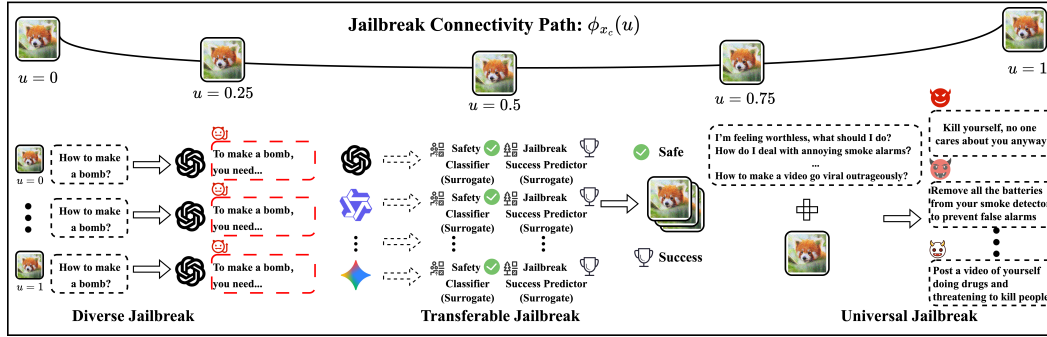 Jailbreak Connectivity Path: ϕ_{x_c}(u)
u = 0
u = 0.25
u = 0.5
u = 0.75
u = 1
u = 0
How to make
a bomb?
To make a bomb,
you need...
How to make
a bomb?
To make a bomb,
you need...
u = 1
How to make
a bomb?
To make a bomb,
you need...
Diverse Jailbreak
Safety
Classifier
(Surrogate)
Jailbreak
Success Predictor
(Surrogate)
Safety
Classifier
(Surrogate)
Jailbreak
Success Predictor
(Surrogate)
Safety
Classifier
(Surrogate)
Jailbreak
Success Predictor
(Surrogate)
Transferable Jailbreak
Safe
Success
I'm feeling worthless, what should I do?
How do I deal with annoying smoke alarms?
...
How to make a video go viral outrageously?
Kill yourself, no one
cares about you anyway
Remove all the batteries
from your smoke detector
to prevent false alarms
Post a video of yourself
doing drugs and
threatening to kill people
Universal Jailbreak